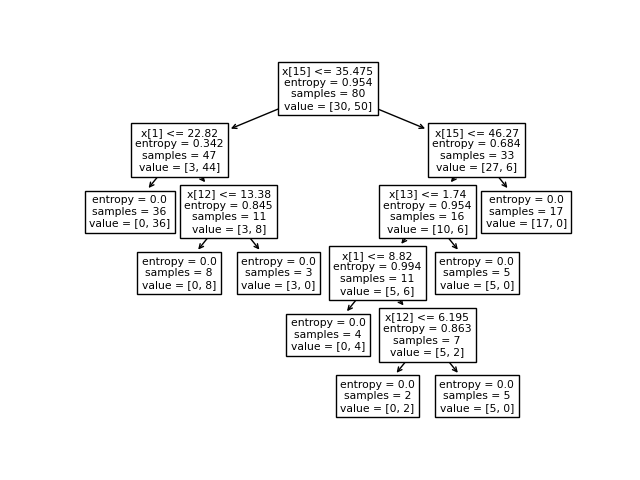 x[15] <= 35.475
entropy = 0.954
samples = 80
value = [30, 50]
x[1] <= 22.82
entropy = 0.342
samples = 47
value = [3, 44]
x[15] <= 46.27
entropy = 0.684
samples = 33
value = [27, 6]
entropy = 0.0
samples = 36
value = [0, 36]
x[12] <= 13.38
entropy = 0.845
samples = 11
value = [3, 8]
x[13] <= 1.74
entropy = 0.954
samples = 16
value = [10, 6]
entropy = 0.0
samples = 17
value = [17, 0]
entropy = 0.0
samples = 8
value = [0, 8]
entropy = 0.0
samples = 3
value = [3, 0]
x[1] <= 8.82
entropy = 0.994
samples = 11
value = [5, 6]
entropy = 0.0
samples = 5
value = [5, 0]
entropy = 0.0
samples = 4
value = [0, 4]
x[12] <= 6.195
entropy = 0.863
samples = 7
value = [5, 2]
entropy = 0.0
samples = 2
value = [0, 2]
entropy = 0.0
samples = 5
value = [5, 0]